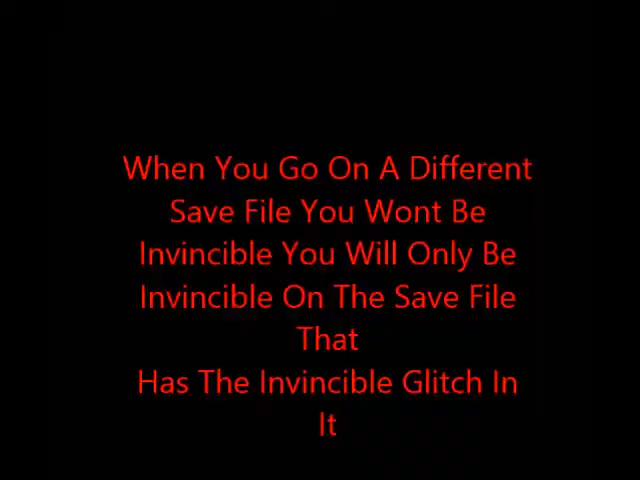 When You Go On A Different
Save File You Wont Be
Invincible You Will Only Be
Invincible On The Save File
That
Has The Invincible Glitch In
It